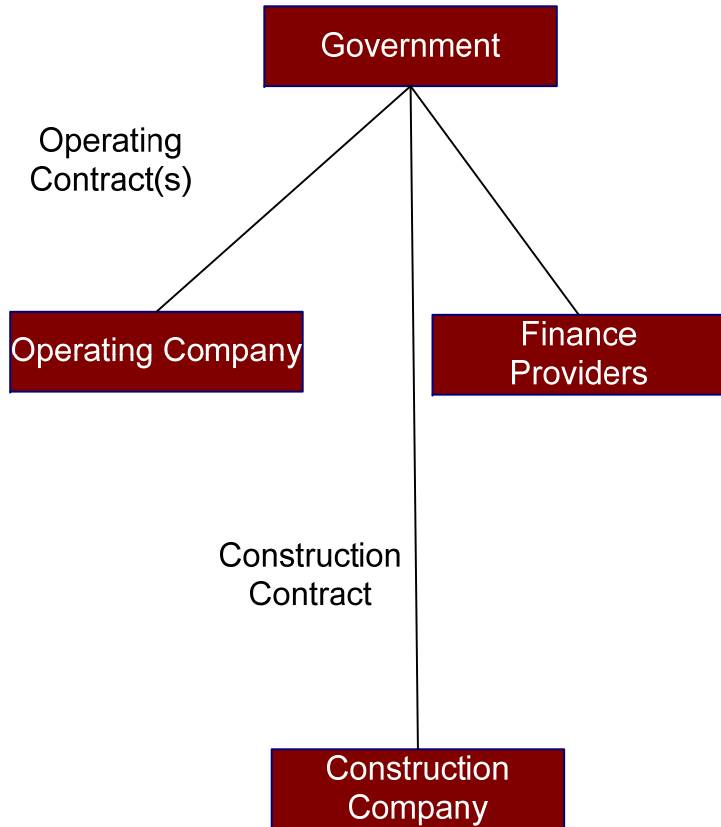 Government
Operating
Contract(s)
Operating Company
Finance
Providers
Construction
Contract
Construction
Company